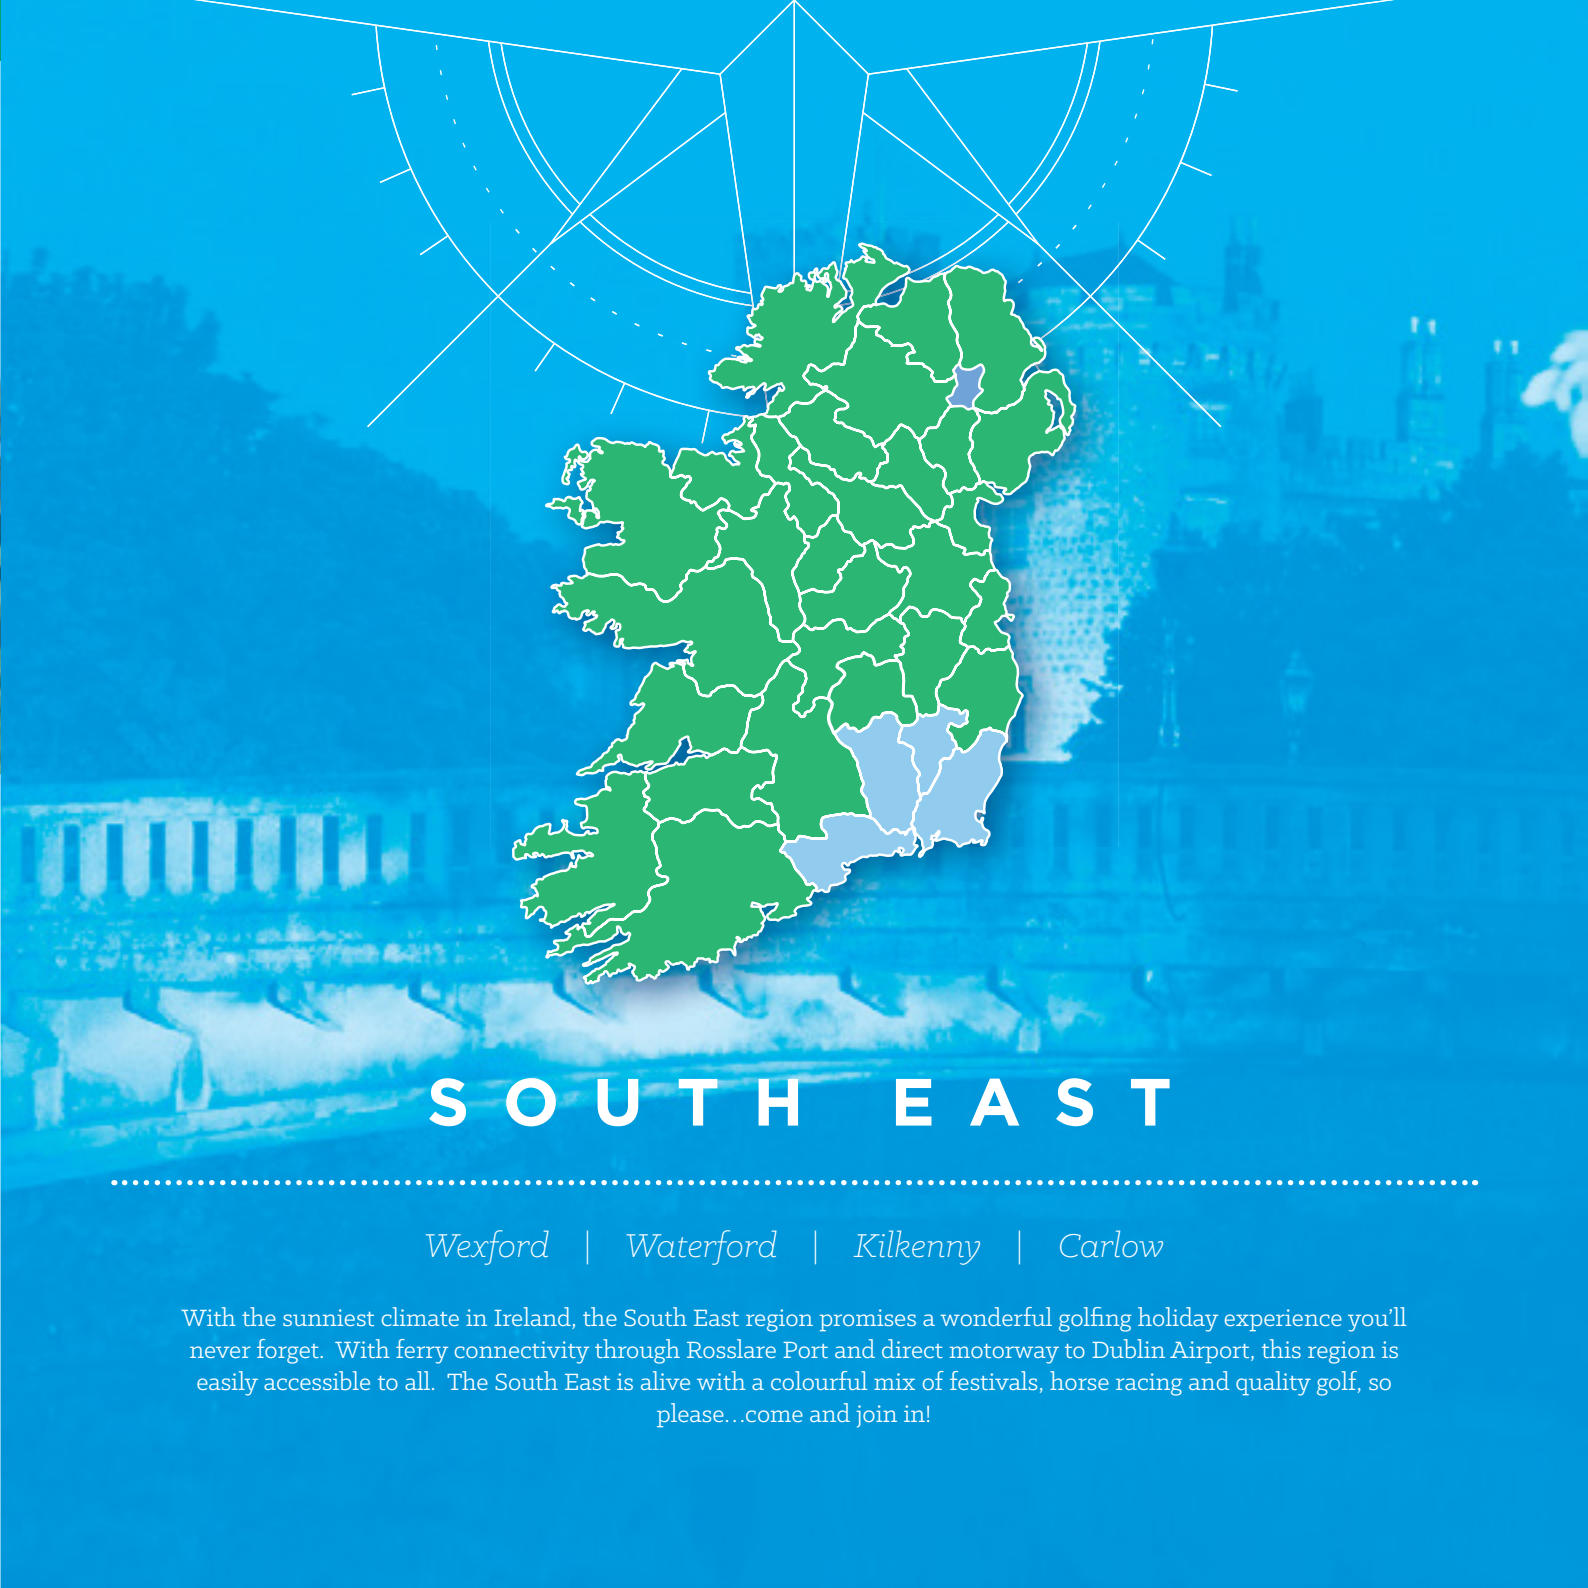 SOUTH EAST
Wexford | Waterford | Kilkenny | Carlow
With the sunniest climate in Ireland, the South East region promises a wonderful golfing holiday experience you’ll
never forget.  With ferry connectivity through Rosslare Port and direct motorway to Dublin Airport, this region is
easily accessible to all.  The South East is alive with a colourful mix of festivals, horse racing and quality golf, so
please…come and join in!